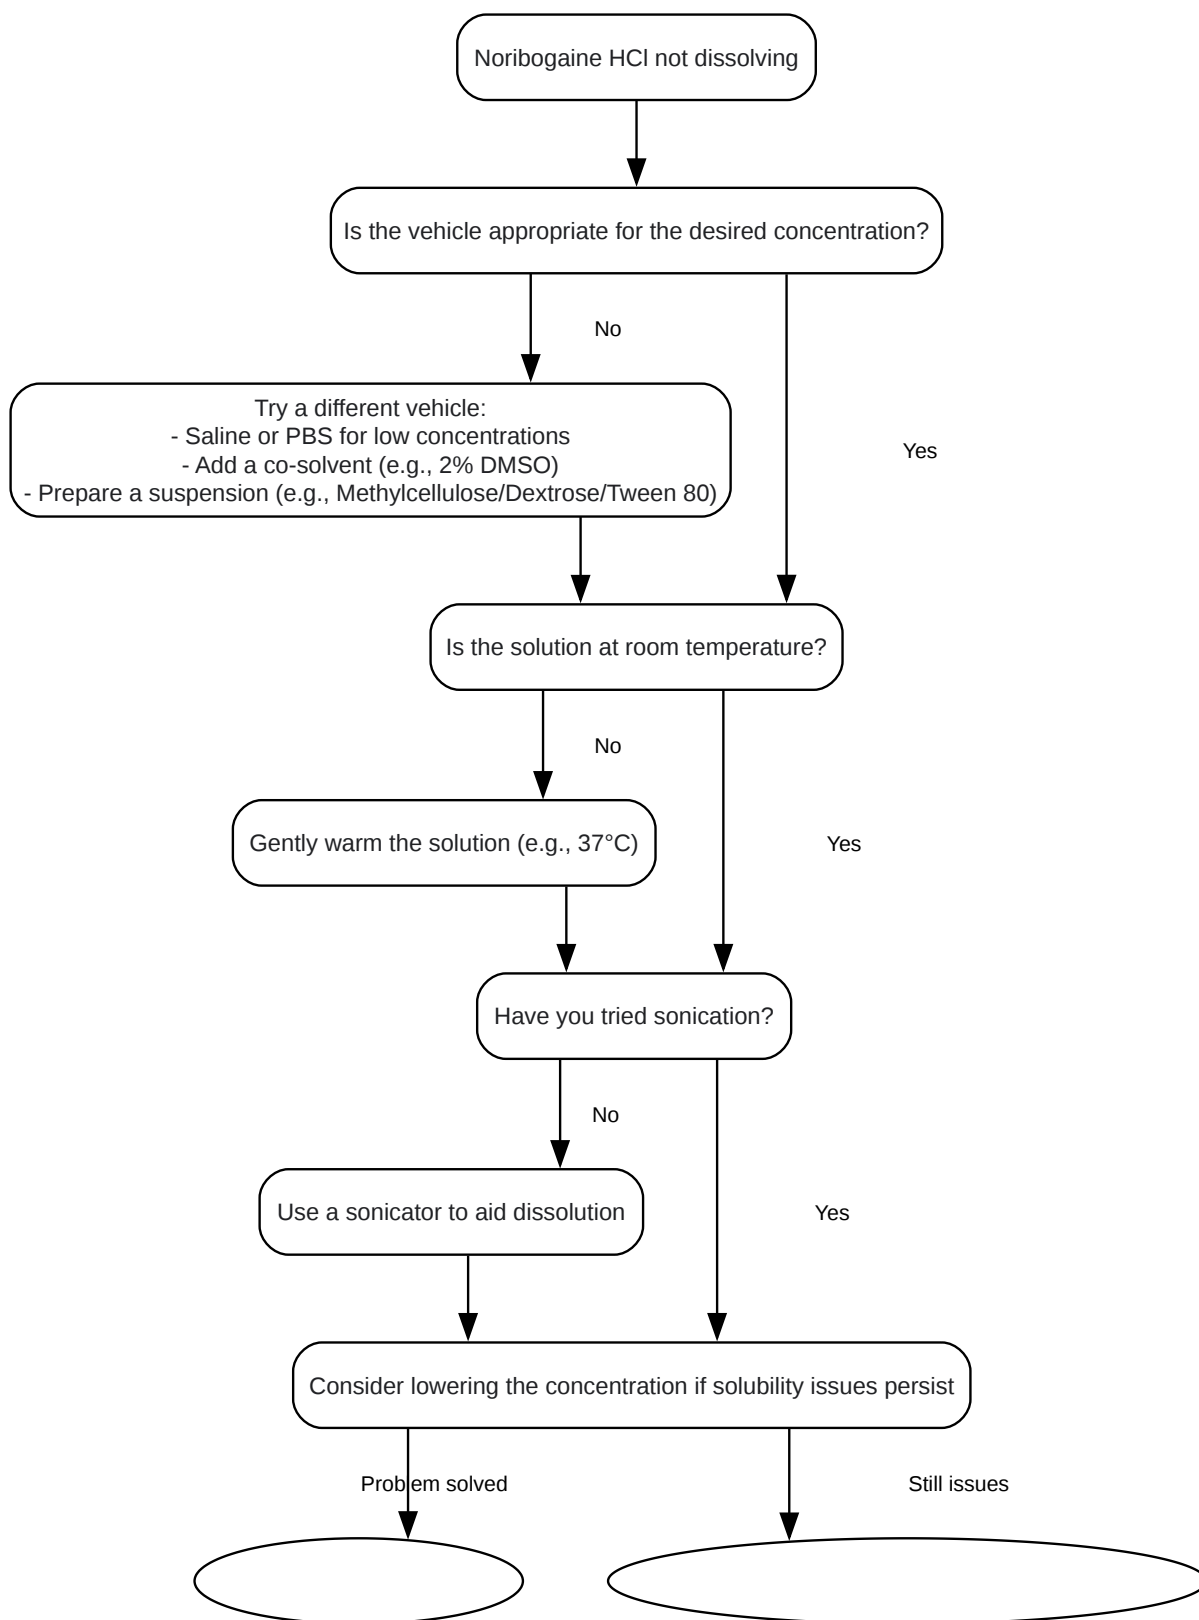 Noribogaine HCl not dissolving
Is the vehicle appropriate for the desired concentration?
No
Try a different vehicle:
- Saline or PBS for low concentrations
- Add a co-solvent (e.g., 2% DMSO)
- Prepare a suspension (e.g., Methylcellulose/Dextrose/Tween 80)
Yes
Is the solution at room temperature?
No
Gently warm the solution (e.g., 37°C)
Yes
Have you tried sonication?
No
Use a sonicator to aid dissolution
Yes
Consider lowering the concentration if solubility issues persist
Problem solved
Still issues